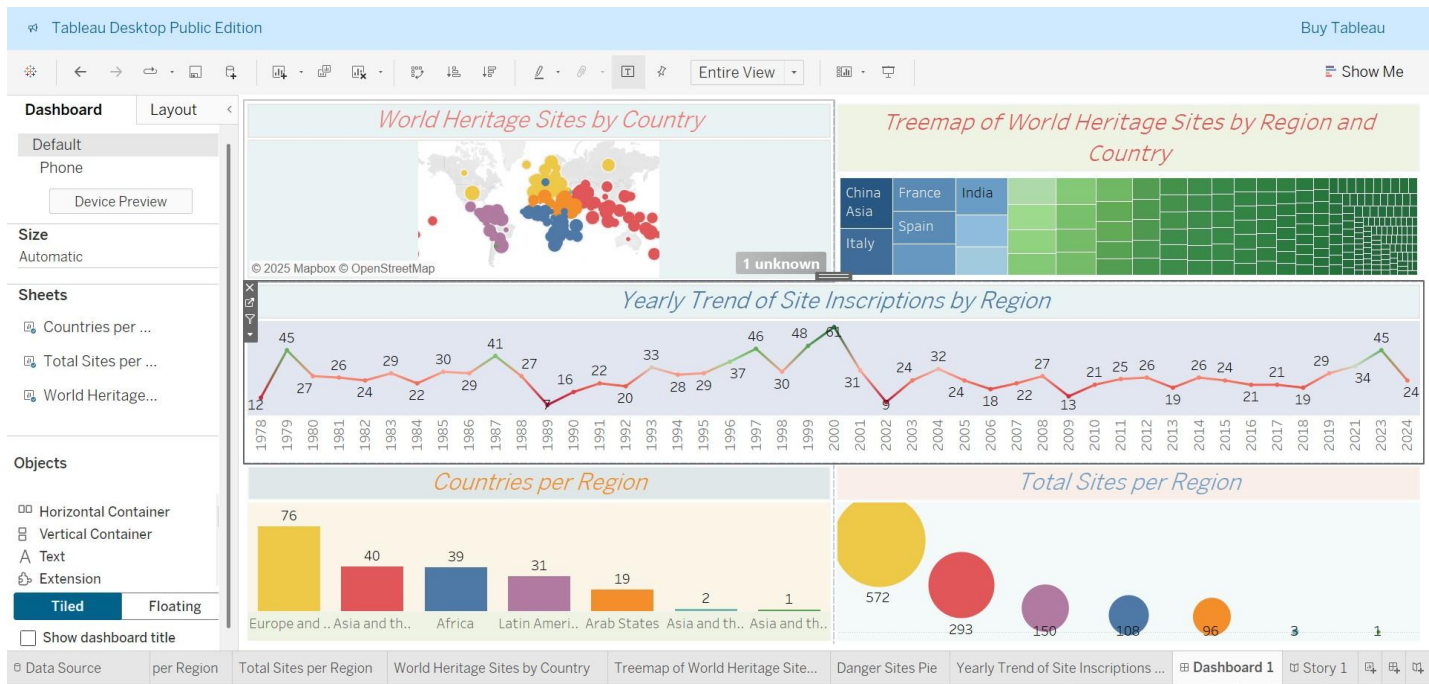 Tableau Desktop Public Edition
Buy Tableau
Entire View
Show Me
Dashboard
Layout
Default
Phone
Device Preview
Size
Automatic
Sheets
Countries per ...
Total Sites per ...
World Heritage...
Objects
Horizontal Container
Vertical Container
Text
Extension
Tiled
Floating
Show dashboard title
World Heritage Sites by Country
© 2025 Mapbox © OpenStreetMap
1 unknown
Treemap of World Heritage Sites by Region and
Country
China
Asia
Italy
France
Spain
India
Yearly Trend of Site Inscriptions by Region
12 45 27 26 24 29 22 30 29 41 27 7 16 22 20 33 28 29 37 46 30 48 61 31 9 24 32 24 18 22 27 13 21 25 26 19 26 24 21 21 19 29 34 45 24
1978 1979 1980 1981 1982 1983 1984 1985 1986 1987 1988 1989 1990 1991 1992 1993 1994 1995 1996 1997 1998 1999 2000 2001 2002 2003 2004 2005 2006 2007 2008 2009 2010 2011 2012 2013 2014 2015 2016 2017 2018 2019 2021 2023 2024
Countries per Region
76 40 39 31 19 2 1
Europe and .. Asia and th.. Africa Latin Ameri.. Arab States Asia and th.. Asia and th..
Total Sites per Region
572 293 150 108 96 3 1
Data Source
per Region
Total Sites per Region
World Heritage Sites by Country
Treemap of World Heritage Site...
Danger Sites Pie
Yearly Trend of Site Inscriptions ...
Dashboard 1
Story 1